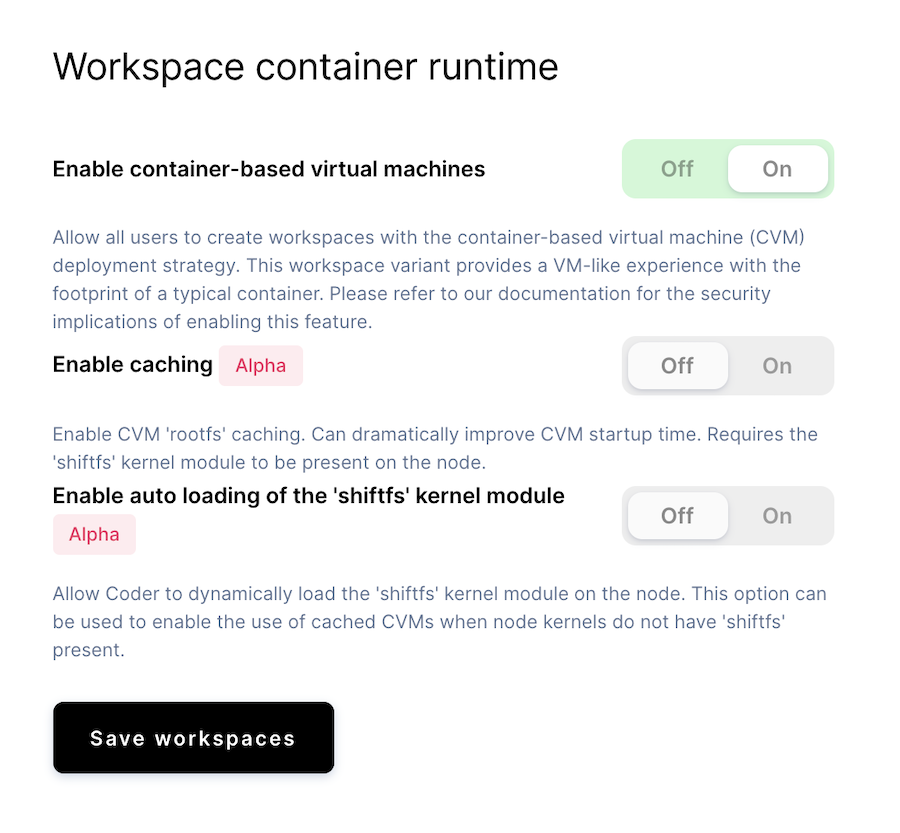 Workspace container runtime
Enable container-based virtual machines
Off On
Allow all users to create workspaces with the container-based virtual machine (CVM)
deployment strategy. This workspace variant provides a VM-like experience with the
footprint of a typical container. Please refer to our documentation for the security
implications of enabling this feature.
Enable caching Alpha
Off On
Enable CVM 'rootfs' caching. Can dramatically improve CVM startup time. Requires the
'shiftfs' kernel module to be present on the node.
Enable auto loading of the 'shiftfs' kernel module
Alpha
Off On
Allow Coder to dynamically load the 'shiftfs' kernel module on the node. This option can
be used to enable the use of cached CVMs when node kernels do not have 'shiftfs'
present.
Save workspaces